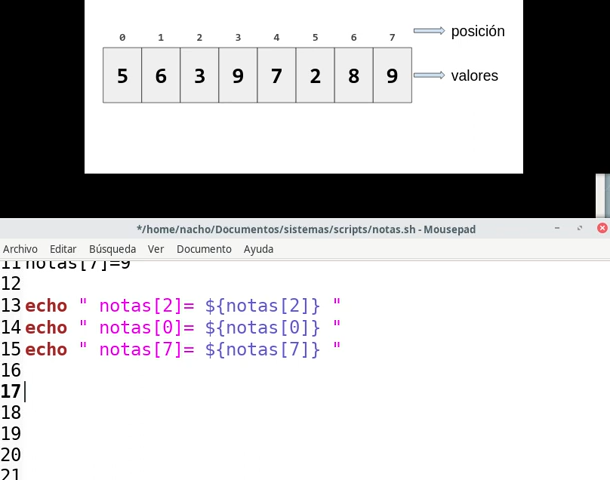 0 1 2 3 4 5 6 7 posición
5 6 3 9 7 2 8 9 valores
*/home/nacho/Documentos/sistemas/scripts/notas.sh - Mousepad
Archivo Editar Búsqueda Ver Documento Ayuda
11 notas[7]=9
12
13 echo " notas[2]= ${notas[2]} "
14 echo " notas[0]= ${notas[0]} "
15 echo " notas[7]= ${notas[7]} "
16
17
18
19
20
21